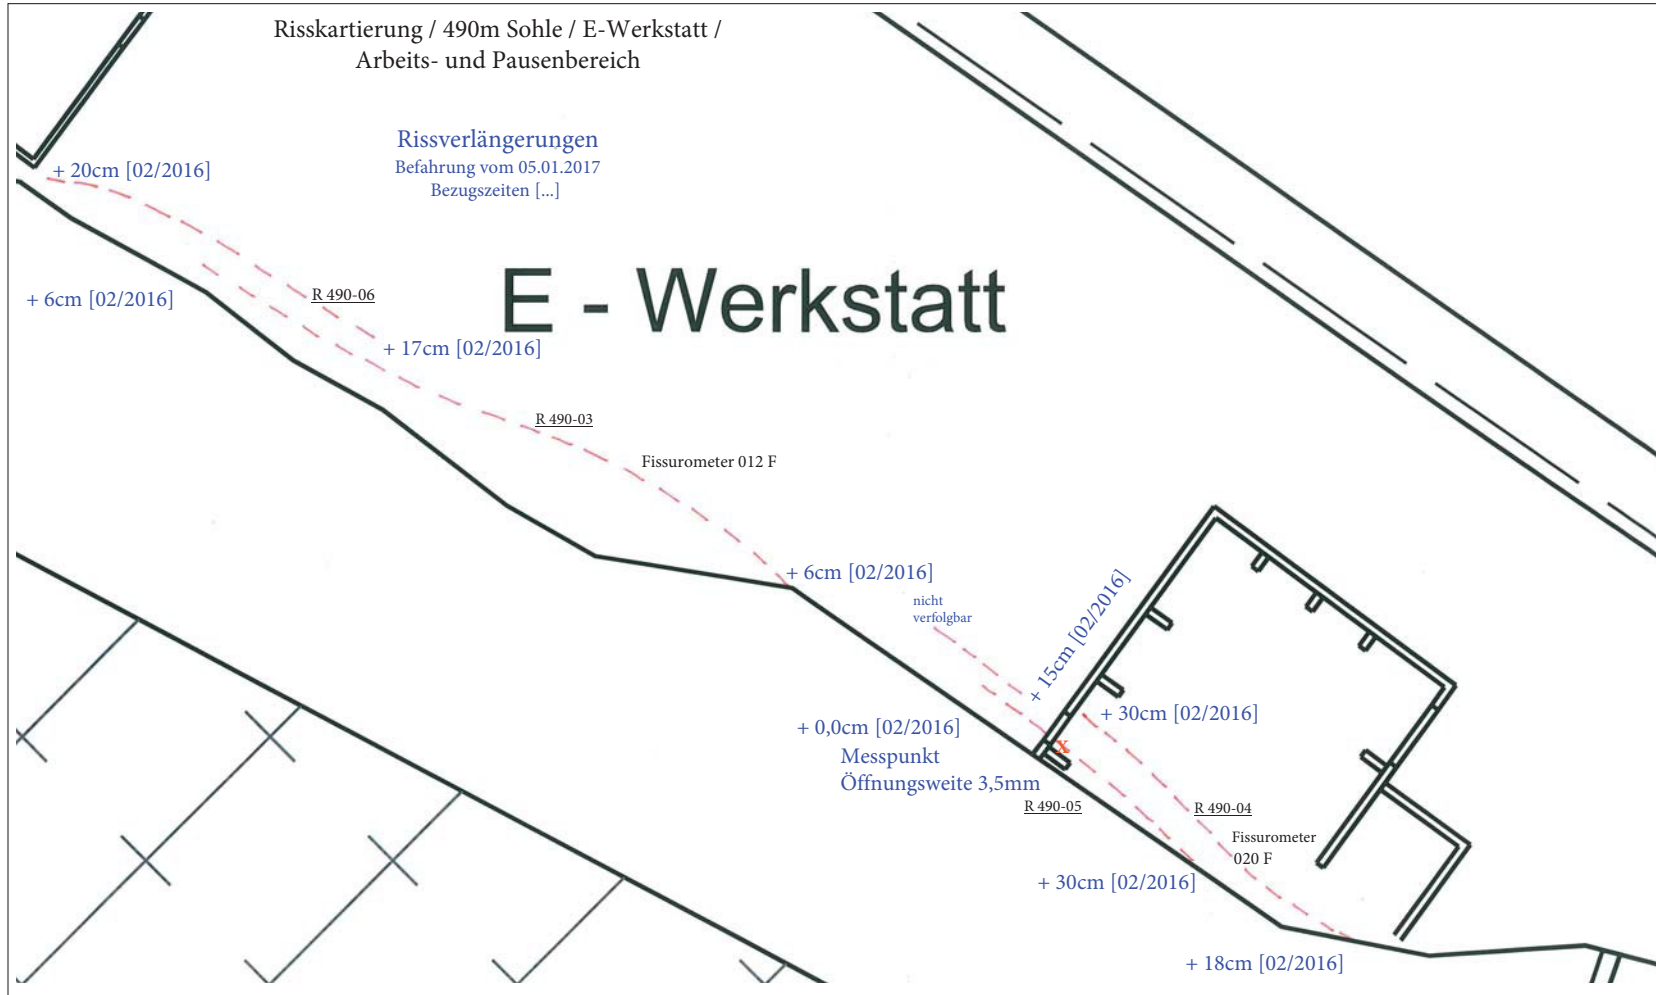 Risskartierung / 490m Sohle / E-Werkstatt /
Arbeits- und Pausenbereich
Rissverlängerungen
Befahrung vom 05.01.2017
Bezugszeiten [...]
+ 20cm [02/2016]
+ 6cm [02/2016]
R 490-06
E - Werkstatt
+ 17cm [02/2016]
R 490-03
Fissurometer 012 F
+ 6cm [02/2016]
nicht
verfolgbar
+ 15cm [02/2016]
+ 30cm [02/2016]
+ 0,0cm [02/2016]
x
Messpunkt
Öffnungsweite 3,5mm
R 490-05
R 490-04
Fissurometer
020 F
+ 30cm [02/2016]
+ 18cm [02/2016]